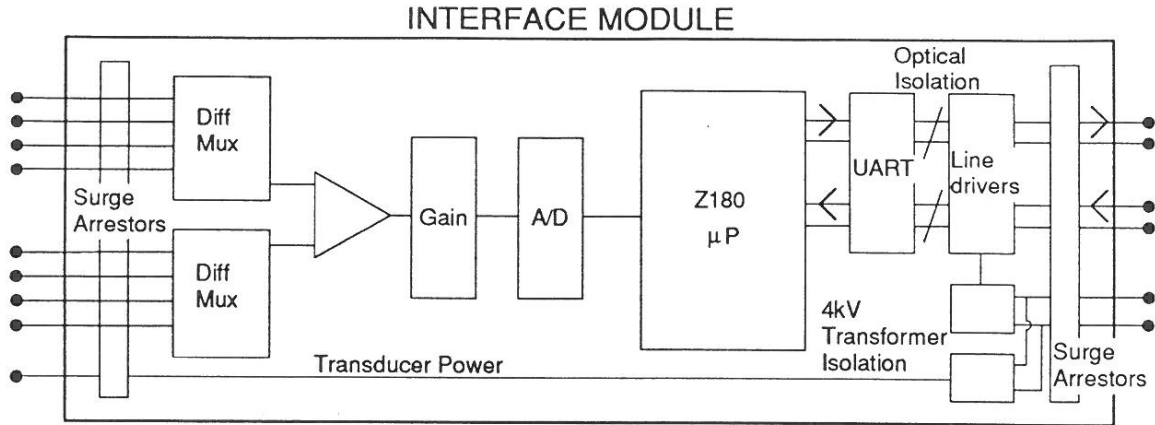 INTERFACE MODULE
Diff
Mux
Surge
Arrestors
Diff
Mux
Transducer Power
Gain
A/D
Z180
μP
UART
Optical
Isolation
Line
drivers
4kV
Transformer
Isolation
Surge
Arrestors